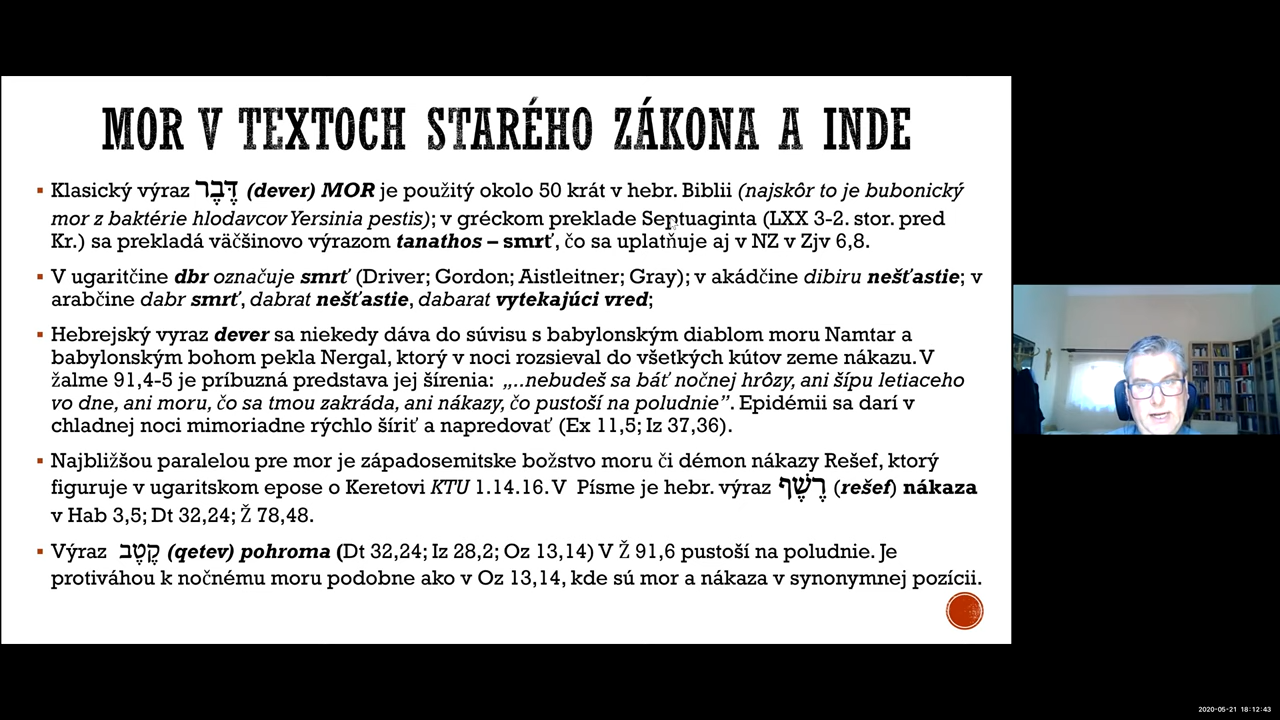 MOR V TEXTOCH STARÉHO ZÁKONA A INDE
▪ Klasický výraz דֶּבֶר (dever) MOR je použitý okolo 50 krát v hebr. Biblii (najskôr to je bubonický
mor z baktérie hlodavcov Yersinia pestis); v gréckom preklade Septuaginta (LXX 3-2. stor. pred
Kr.) sa prekladá väčšinovo výrazom tanathos – smrť, čo sa uplatňuje aj v NZ v Zjv 6,8.
▪ V ugaritčine dbr označuje smrť (Driver; Gordon; Aistleitner; Gray); v akádčine dibiru nešťastie; v
arabčine dabr smrť, dabrat nešťastie, dabarat vytekajúci vred;
▪ Hebrejský vyraz dever sa niekedy dáva do súvisu s babylonským diablom moru Namtar a
babylonským bohom pekla Nergal, ktorý v noci rozsieval do všetkých kútov zeme nákazu. V
žalme 91,4-5 je príbuzná predstava jej šírenia: „..nebudeš sa báť nočnej hrôzy, ani šípu letiaceho
vo dne, ani moru, čo sa tmou zakráda, ani nákazy, čo pustoší na poludnie”. Epidémii sa darí v
chladnej noci mimoriadne rýchlo šíriť a napredovať (Ex 11,5; Iz 37,36).
▪ Najbližšou paralelou pre mor je západosemitske božstvo moru či démon nákazy Rešef, ktorý
figuruje v ugaritskom epose o Keretovi KTU 1.14.16. V Písme je hebr. výraz רֶשֶׁף (rešef) nákaza
v Hab 3,5; Dt 32,24; Ž 78,48.
▪ Výraz קֶטֶב (qetev) pohroma (Dt 32,24; Iz 28,2; Oz 13,14) V Ž 91,6 pustoší na poludnie. Je
protiváhou k nočnému moru podobne ako v Oz 13,14, kde sú mor a nákaza v synonymnej pozícii.
2020-05-21 18:12:43